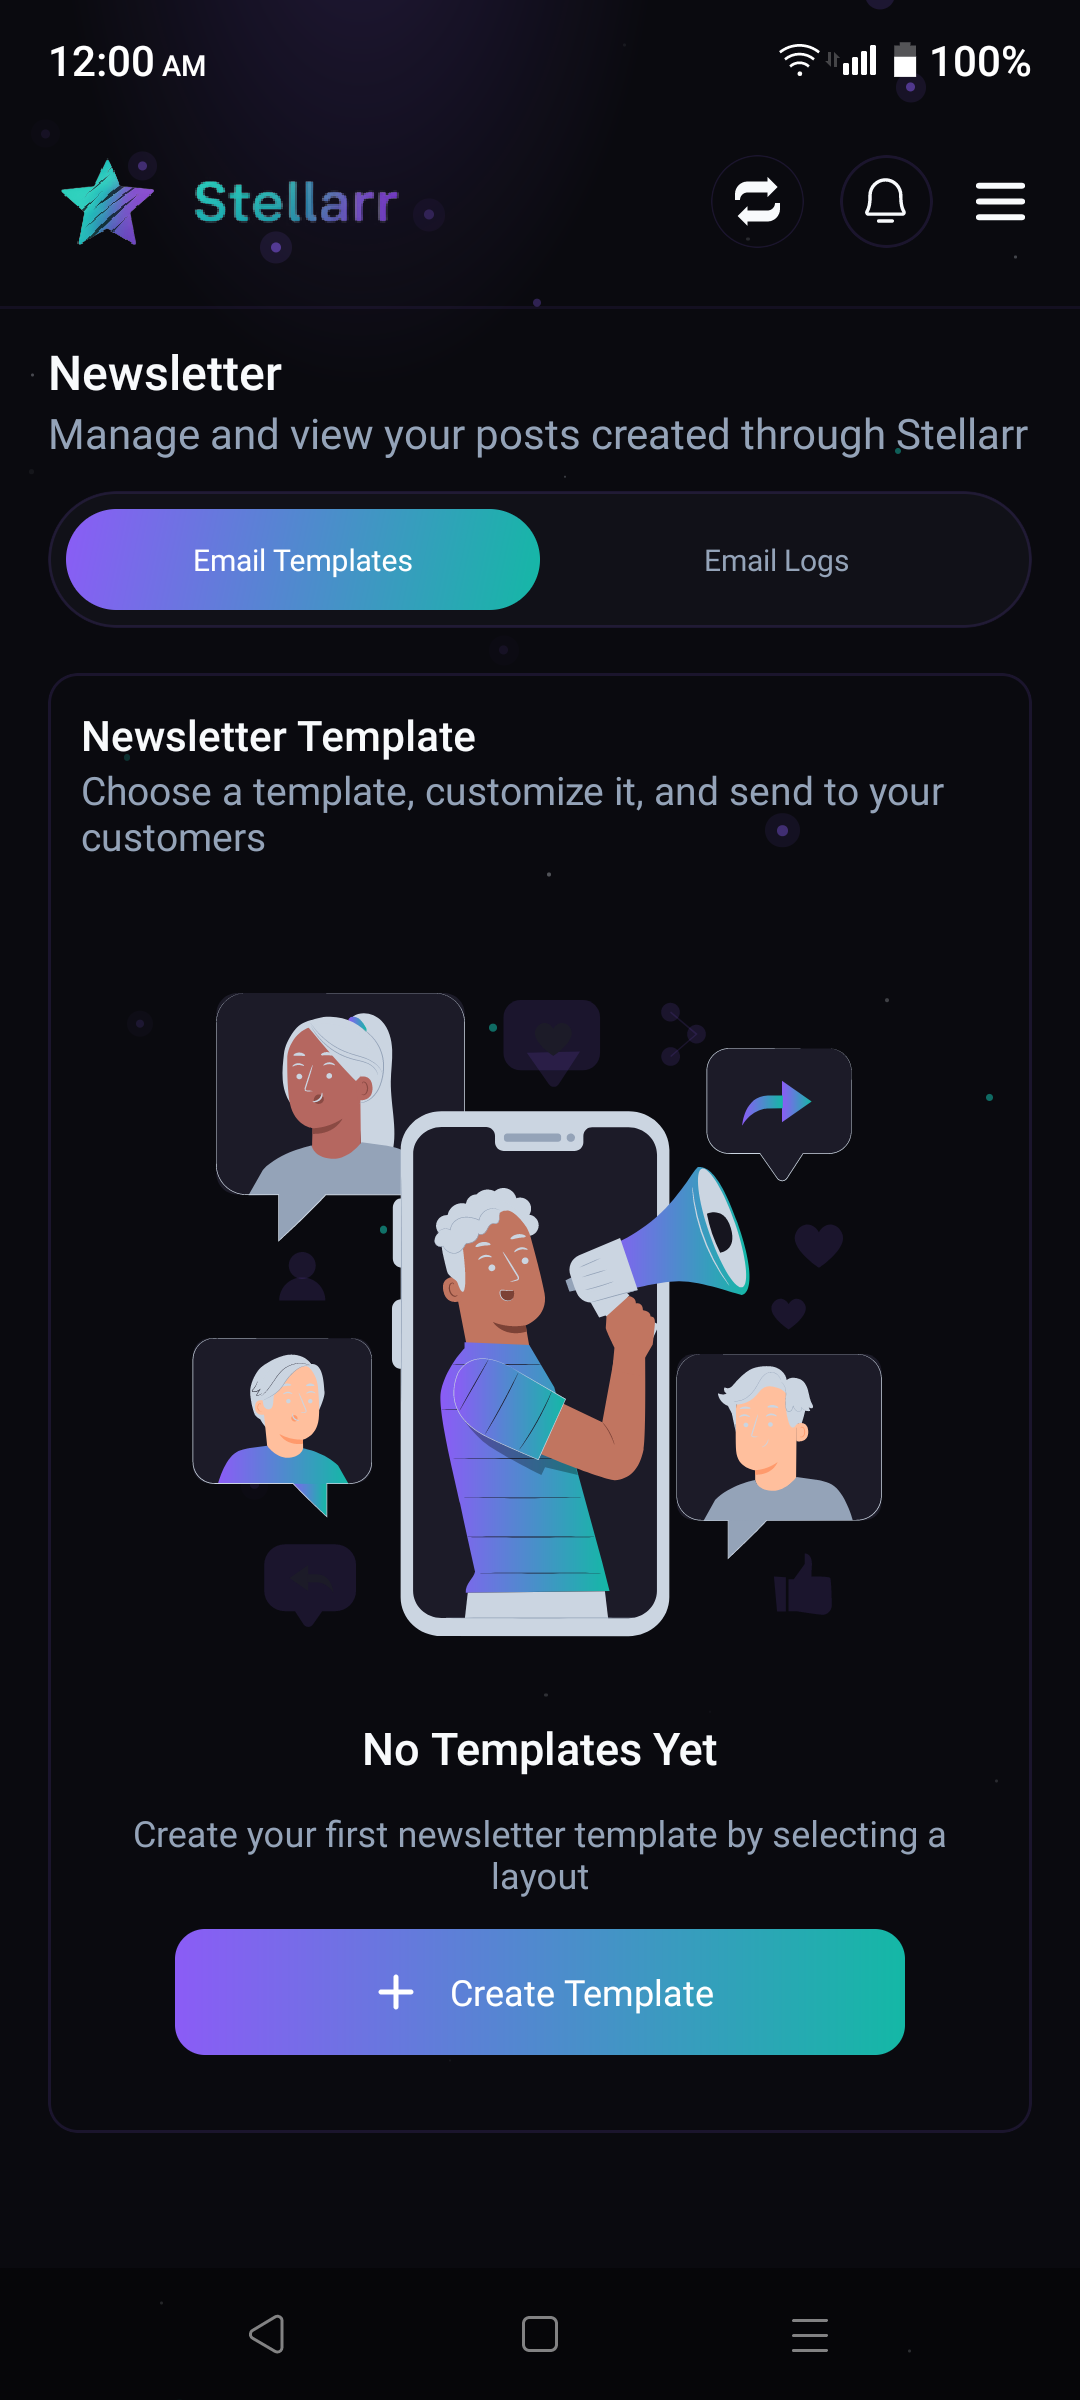 12:00 AM
100%
Stellarr
Newsletter
Manage and view your posts created through Stellarr
Email Templates
Email Logs
Newsletter Template
Choose a template, customize it, and send to your
customers
No Templates Yet
Create your first newsletter template by selecting a
layout
Create Template